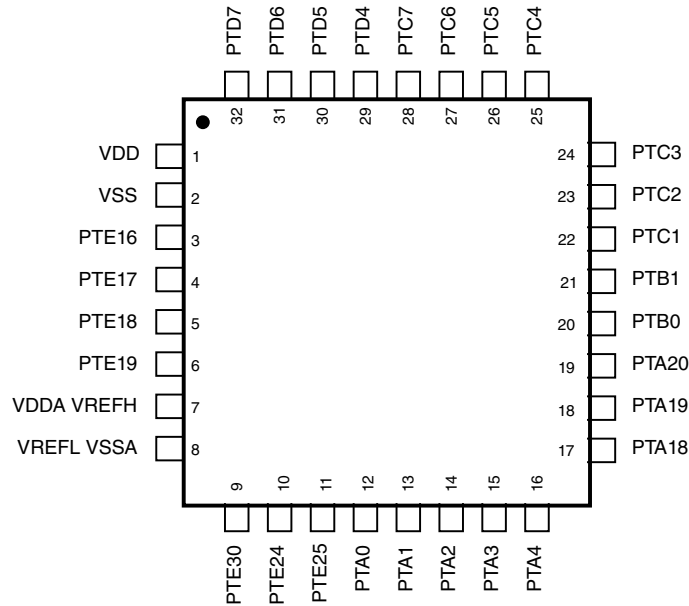 PTD7 PTD6 PTD5 PTD4 PTC7 PTC6 PTC5 PTC4
32 31 30 29 28 27 26 25
VDD 1 24 PTC3
VSS 2 23 PTC2
PTE16 3 22 PTC1
PTE17 4 21 PTB1
PTE18 5 20 PTB0
PTE19 6 19 PTA20
VDDA VREFH 7 18 PTA19
VREFL VSSA 8 17 PTA18
9 10 11 12 13 14 15 16
PTE30 PTE24 PTE25 PTA0 PTA1 PTA2 PTA3 PTA4